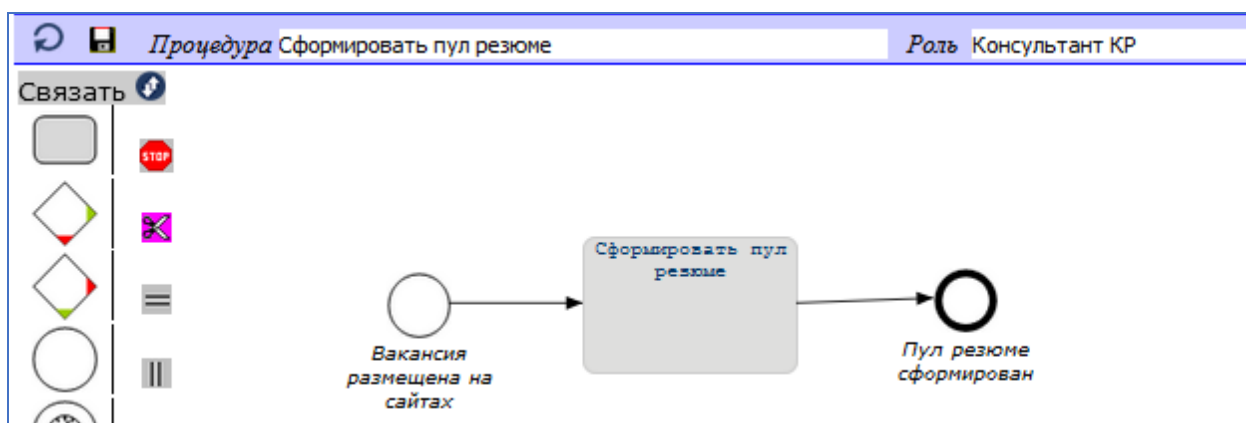 Процедура Сформировать пул резюме Роль Консультант КР
Связать
STOP
Сформировать пул
резюме
Вакансия
размещена на
сайтах
Пул резюме
сформирован